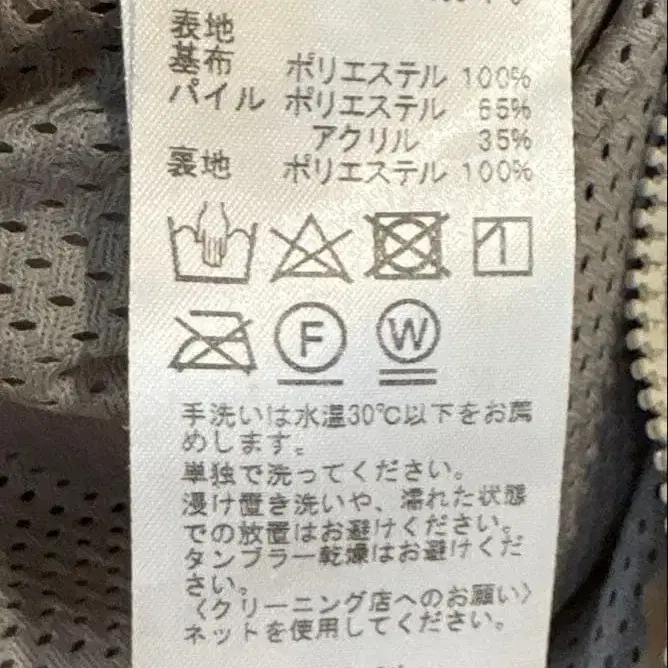 表地
基布 ポリエステル 100%
パイル ポリエステル 65%
アクリル 35%
裏地 ポリエステル 100%
1
F W
手洗いは水温30℃以下をお薦
めします。
単独で洗ってください。
浸け置き洗いや、濡れた状態
での放置はお避けください。
タンブラー乾燥はお避けくだ
さい。
〈クリーニング店へのお願い〉
ネットを使用してください。